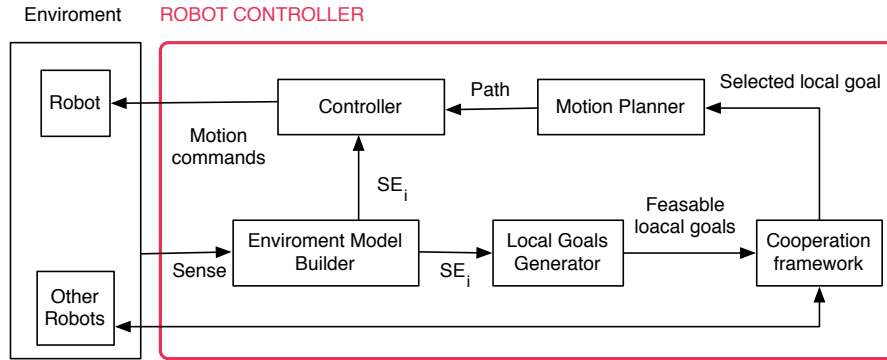 Enviroment
ROBOT CONTROLLER
Robot
Controller
Path
Motion Planner
Selected local goal
Motion
commands
SE i
Feasable
loacal goals
Enviroment Model
Builder
Local Goals
Generator
Cooperation
framework
Sense
SE i
Other
Robots